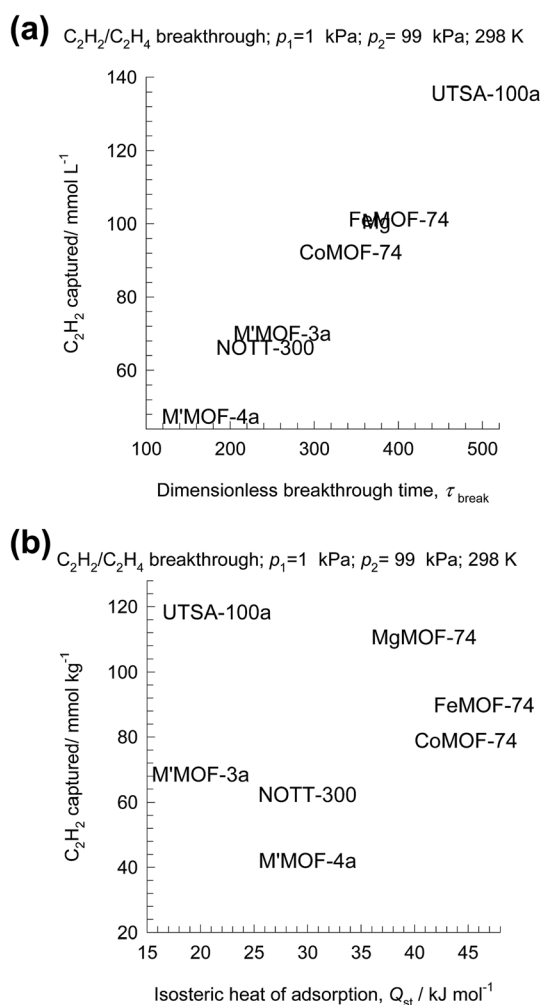 (a) C₂H₂/C₂H₄ breakthrough; p₁=1 kPa; p₂= 99 kPa; 298 K
C₂H₂ captured/ mmol L⁻¹
140
120
100
80
60
UTSA-100a
FeMOF-74
Mg
CoMOF-74
M'MOF-3a
NOTT-300
M'MOF-4a
100 200 300 400 500
Dimensionless breakthrough time, τ break
(b) C₂H₂/C₂H₄ breakthrough; p₁=1 kPa; p₂= 99 kPa; 298 K
C₂H₂ captured/ mmol kg⁻¹
120
100
80
60
40
20
UTSA-100a
MgMOF-74
FeMOF-74
CoMOF-74
M'MOF-3a
NOTT-300
M'MOF-4a
15 20 25 30 35 40 45
Isosteric heat of adsorption, Qst / kJ mol⁻¹